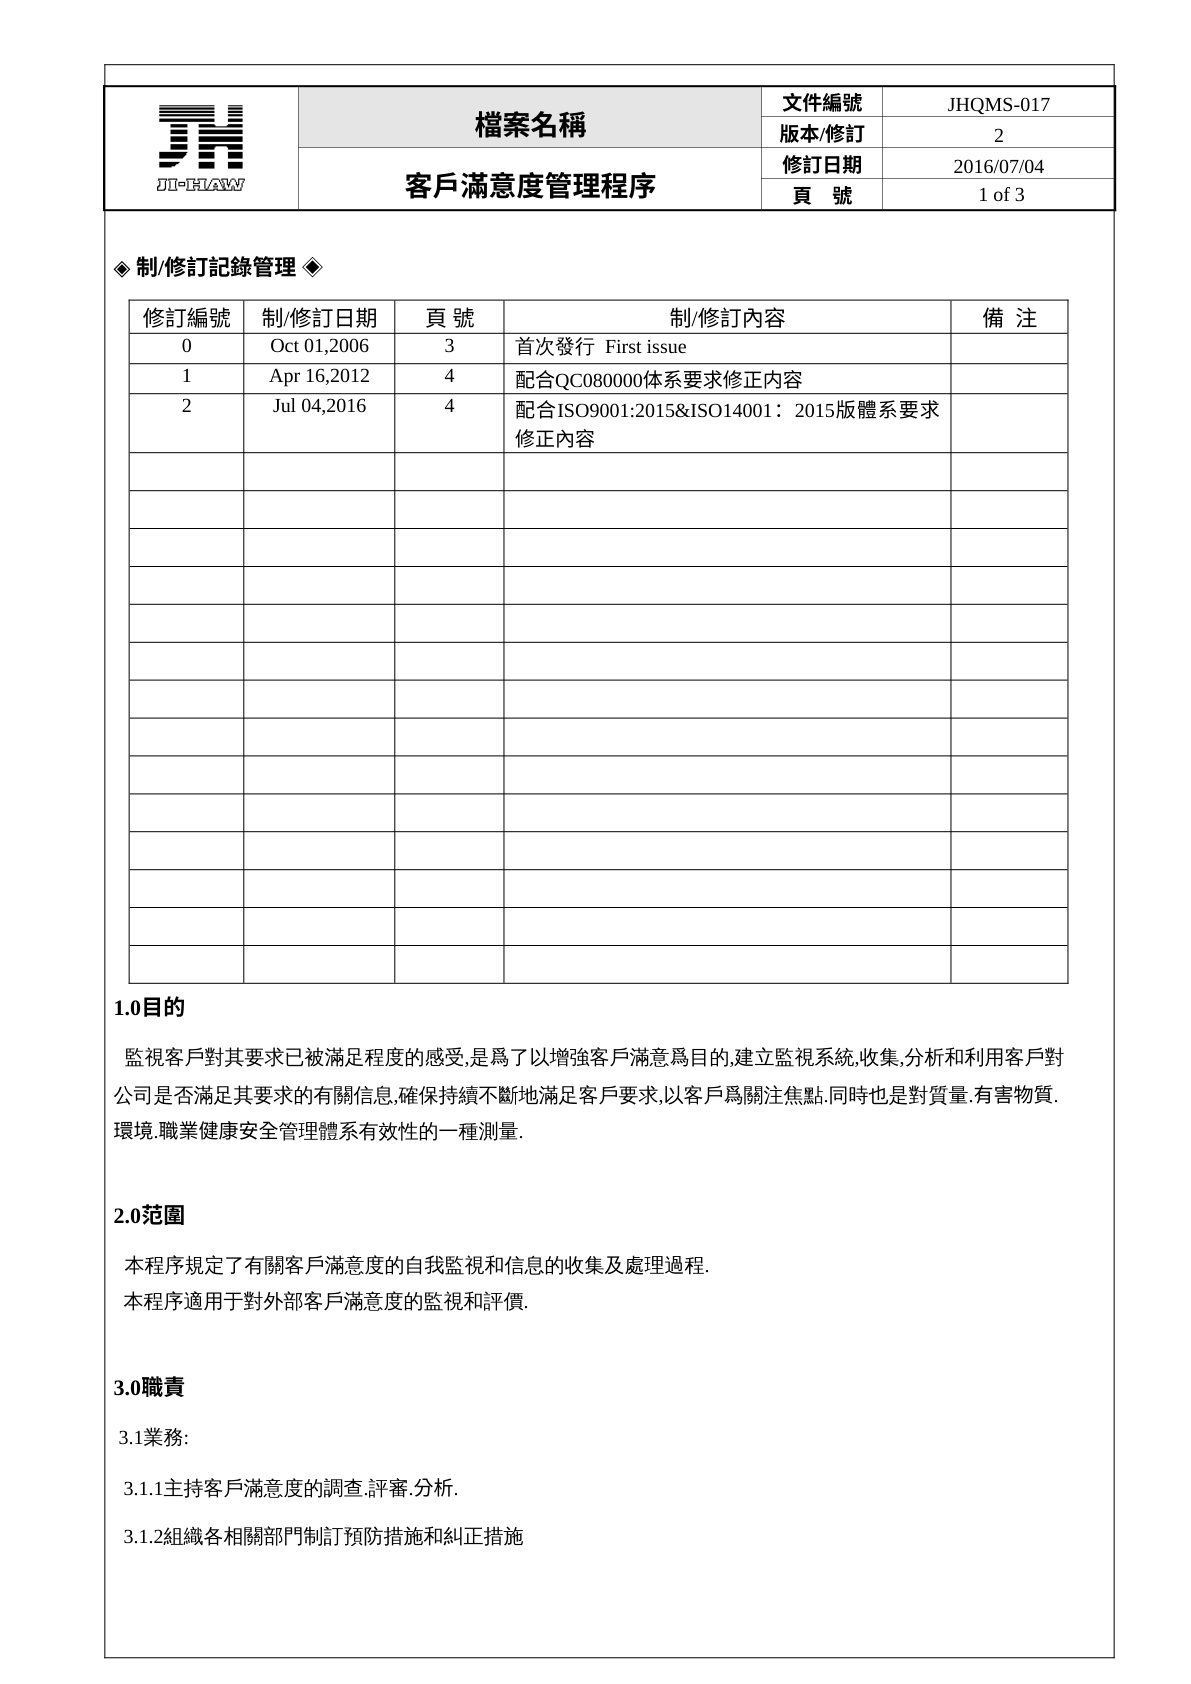 JH
JI-HAW
檔案名稱
客戶滿意度管理程序
文件編號 JHQMS-017
版本/修訂 2
修訂日期 2016/07/04
頁 號 1 of 3
◈ 制/修訂記錄管理 ◈
修訂編號 制/修訂日期 頁 號 制/修訂內容 備 注
0 Oct 01,2006 3 首次發行 First issue
1 Apr 16,2012 4 配合QC080000体系要求修正内容
2 Jul 04,2016 4 配合ISO9001:2015&ISO14001：2015版體系要求
修正內容
1.0目的
監視客戶對其要求已被滿足程度的感受,是爲了以增強客戶滿意爲目的,建立監視系統,收集,分析和利用客戶對
公司是否滿足其要求的有關信息,確保持續不斷地滿足客戶要求,以客戶爲關注焦點.同時也是對質量.有害物质.
環境.職業健康安全管理體系有效性的一種測量.
2.0范圍
本程序規定了有關客戶滿意度的自我監視和信息的收集及處理過程.
本程序適用于對外部客戶滿意度的監視和評價.
3.0職責
3.1業務:
3.1.1主持客戶滿意度的調查.評審.分析.
3.1.2組織各相關部門制訂預防措施和糾正措施